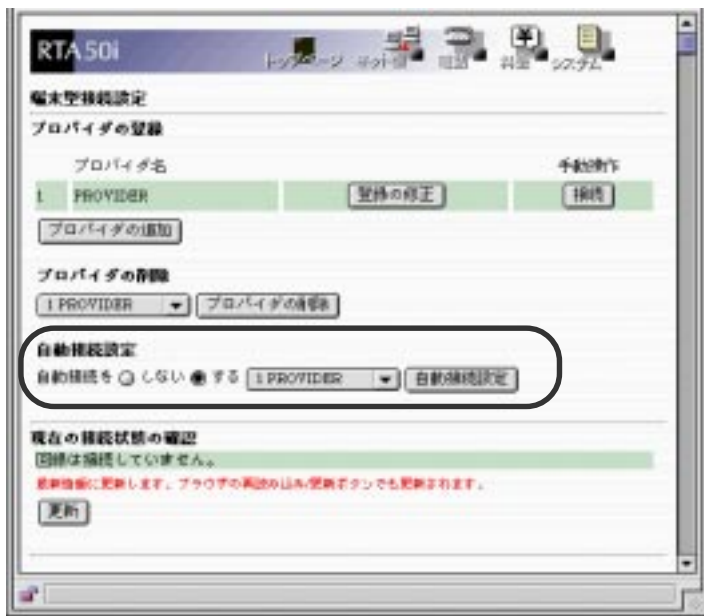 RTA50i
トップページ ネット接続 電話 料金 システム
端末型接続設定
プロバイダの登録
プロバイダ名 手動操作
1 PROVIDER 登録の修正 接続
プロバイダの追加
プロバイダの削除
1 PROVIDER プロバイダの削除
自動接続設定
自動接続を しない する 1 PROVIDER 自動接続設定
現在の接続状態の確認
回線は接続していません。
最新情報に更新します。ブラウザの再読み込み/更新ボタンでも更新されます。
更新